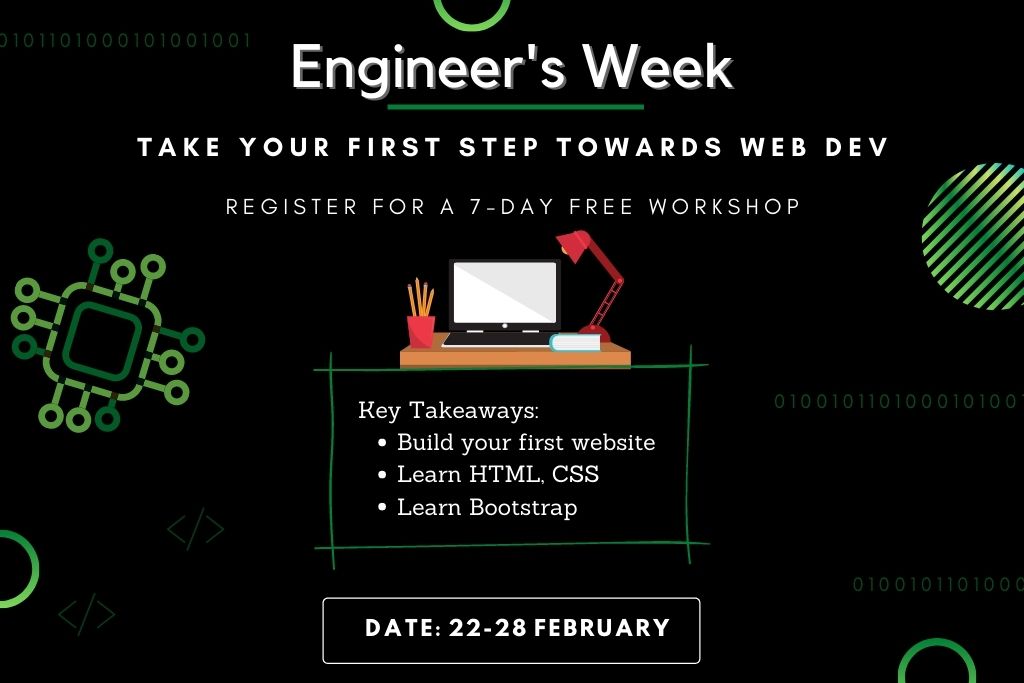 0101101000101001001
Engineer's Week
TAKE YOUR FIRST STEP TOWARDS WEB DEV
REGISTER FOR A 7-DAY FREE WORKSHOP
010010110100010100
Key Takeaways:
• Build your first website
• Learn HTML, CSS
• Learn Bootstrap
</>
0100101101000
</>
DATE: 22-28 FEBRUARY